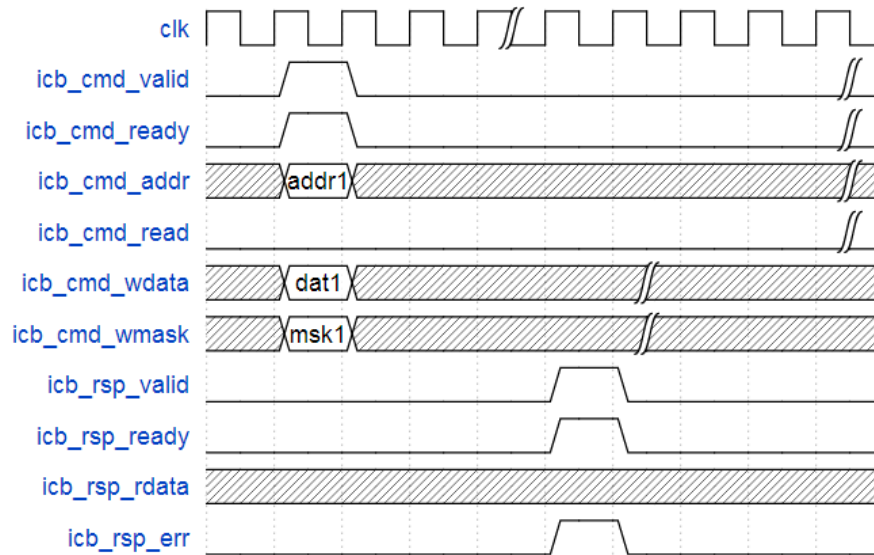 clk
icb_cmd_valid
icb_cmd_ready
icb_cmd_addr addr1
icb_cmd_read
icb_cmd_wdata dat1
icb_cmd_wmask msk1
icb_rsp_valid
icb_rsp_ready
icb_rsp_rdata
icb_rsp_err